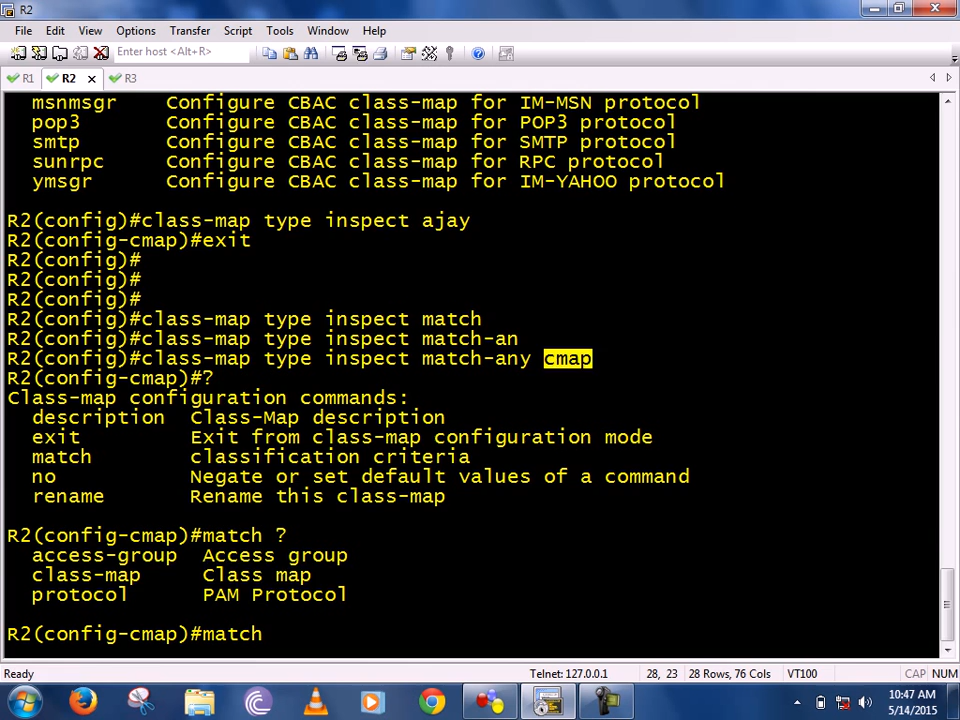 R2
File Edit View Options Transfer Script Tools Window Help
Enter host <Alt+R>
R1 R2 R3
msnmsgr Configure CBAC class-map for IM-MSN protocol
pop3 Configure CBAC class-map for POP3 protocol
smtp Configure CBAC class-map for SMTP protocol
sunrpc Configure CBAC class-map for RPC protocol
ymsgr Configure CBAC class-map for IM-YAHOO protocol
R2(config)#class-map type inspect ajay
R2(config-cmap)#exit
R2(config)#
R2(config)#
R2(config)#
R2(config)#class-map type inspect match
R2(config)#class-map type inspect match-an
R2(config)#class-map type inspect match-any cmap
R2(config-cmap)#?
Class-map configuration commands:
description Class-Map description
exit Exit from class-map configuration mode
match classification criteria
no Negate or set default values of a command
rename Rename this class-map
R2(config-cmap)#match ?
access-group Access group
class-map Class map
protocol PAM Protocol
R2(config-cmap)#match
Ready Telnet: 127.0.0.1 28, 23 28 Rows, 76 Cols VT100 CAP NUM
10:47 AM
5/14/2015